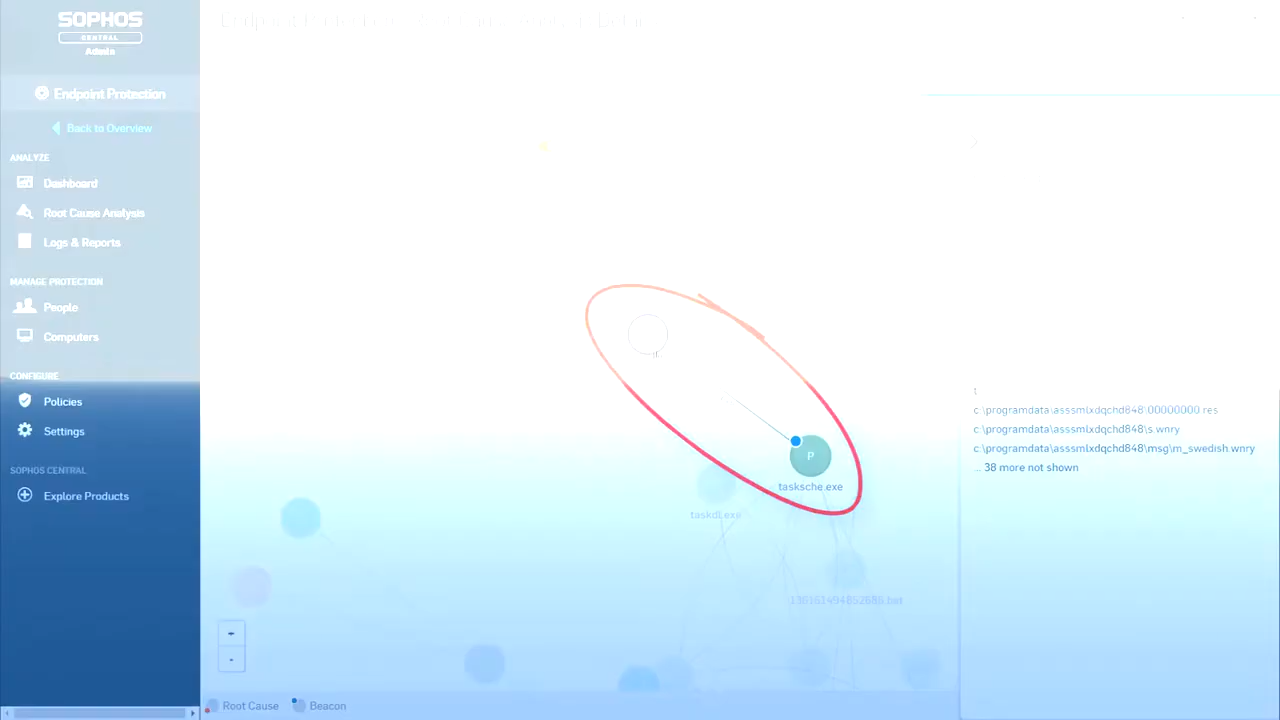 SOPHOS
CENTRAL
Admin
Endpoint Protection
Back to Overview
ANALYZE
Dashboard
Root Cause Analysis
Logs & Reports
MANAGE PROTECTION
People
Computers
CONFIGURE
Policies
Settings
SOPHOS CENTRAL
Explore Products
P
tasksche.exe
taskdl.exe
c:\programdata\asssmlxdqchd848\00000000.res
c:\programdata\asssmlxdqchd848\s.wnry
c:\programdata\asssmlxdqchd848\msg\m_swedish.wnry
... 38 more not shown
Root Cause
Beacon